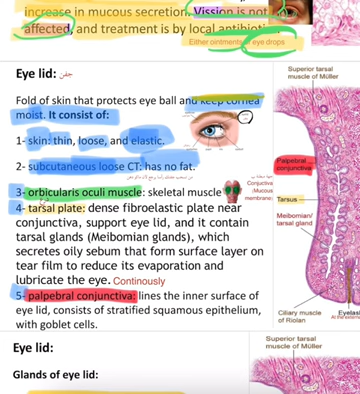 increase in mucous secretion. Vission is not
affected, and treatment is by local antibioti
Either ointments or eye drops
Eye lid: جفن
Fold of skin that protects eye ball and keep cornea
moist. It consist of:
1- skin: thin, loose, and elastic.
2- subcutaneous loose CT: has no fat.
3- orbicularis oculi muscle: skeletal muscle
4- tarsal plate: dense fibroelastic plate near
conjunctiva, support eye lid, and it contain
tarsal glands (Meibomian glands), which
secretes oily sebum that form surface layer on
tear film to reduce its evaporation and
lubricate the eye. Continously
5- palpebral conjunctiva: lines the inner surface of
eye lid, consists of stratified squamous epithelium,
with goblet cells.
Superior tarsal
muscle of Müller
Palpebral
conjunctiva
Conjuctiva
(Mucous
membrane)
Tarsus
Meibomian/
tarsal gland
Ciliary muscle
of Riolan
Eyelas
At the extern
Eye lid:
Glands of eye lid:
Superior tarsal
muscle of Müller